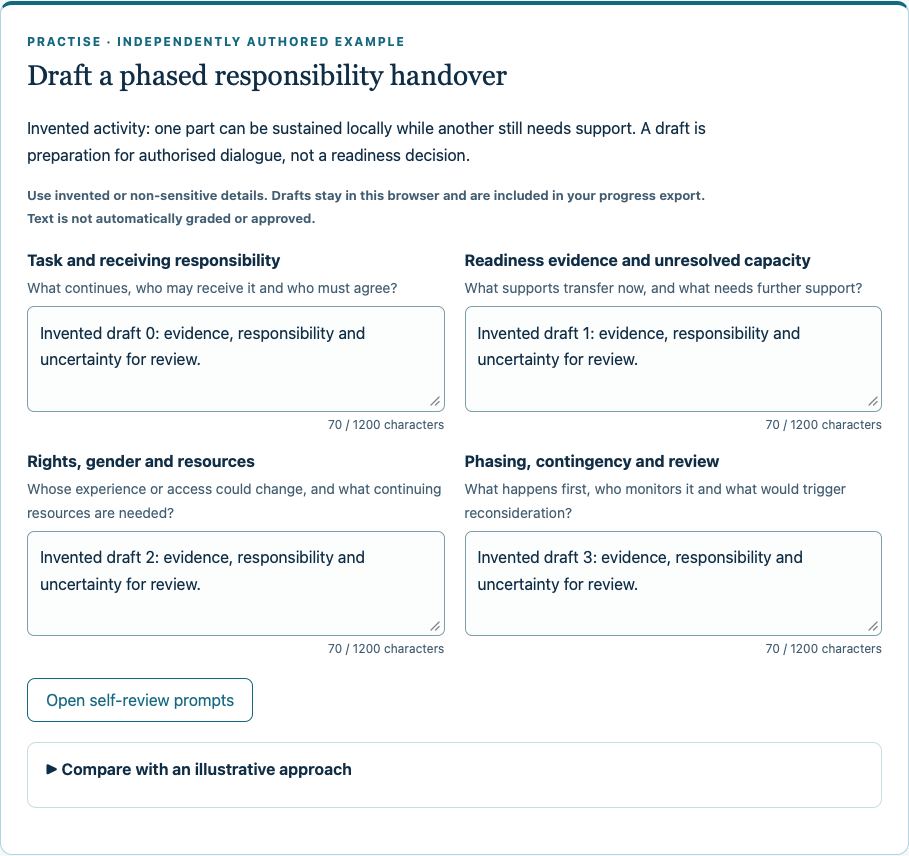 PRACTISE · INDEPENDENTLY AUTHORED EXAMPLE
Draft a phased responsibility handover
Invented activity: one part can be sustained locally while another still needs support. A draft is
preparation for authorised dialogue, not a readiness decision.
Use invented or non-sensitive details. Drafts stay in this browser and are included in your progress export.
Text is not automatically graded or approved.
Task and receiving responsibility
What continues, who may receive it and who must agree?
Invented draft 0: evidence, responsibility and
uncertainty for review.
70 / 1200 characters
Readiness evidence and unresolved capacity
What supports transfer now, and what needs further support?
Invented draft 1: evidence, responsibility and
uncertainty for review.
70 / 1200 characters
Rights, gender and resources
Whose experience or access could change, and what continuing
resources are needed?
Invented draft 2: evidence, responsibility and
uncertainty for review.
70 / 1200 characters
Phasing, contingency and review
What happens first, who monitors it and what would trigger
reconsideration?
Invented draft 3: evidence, responsibility and
uncertainty for review.
70 / 1200 characters
Open self-review prompts
Compare with an illustrative approach